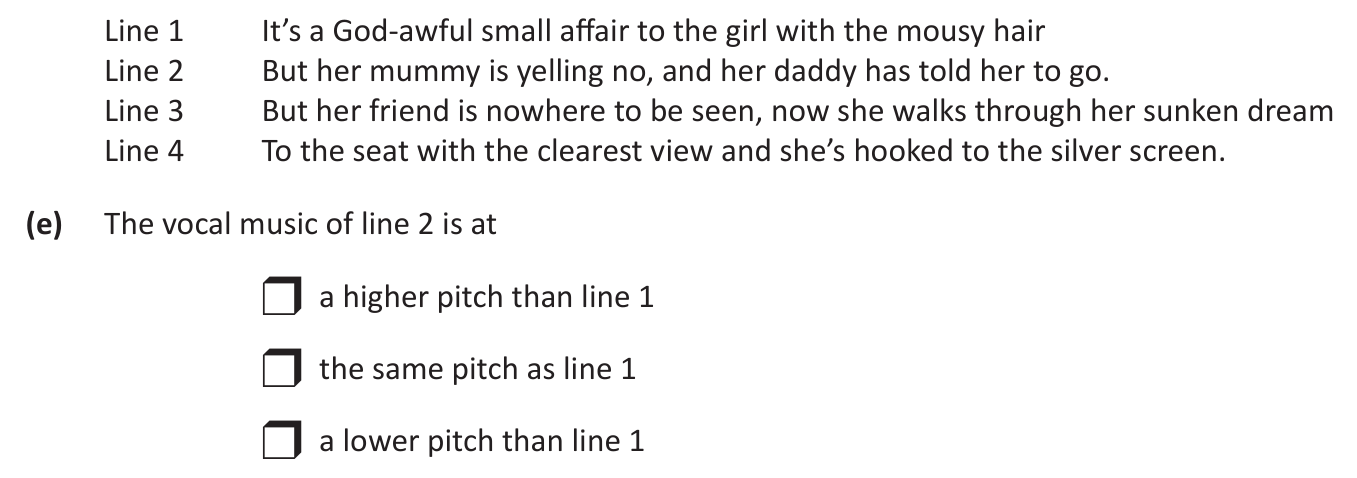 Line 1 It’s a God-awful small affair to the girl with the mousy hair
Line 2 But her mummy is yelling no, and her daddy has told her to go.
Line 3 But her friend is nowhere to be seen, now she walks through her sunken dream
Line 4 To the seat with the clearest view and she’s hooked to the silver screen.
(e) The vocal music of line 2 is at
a higher pitch than line 1
the same pitch as line 1
a lower pitch than line 1